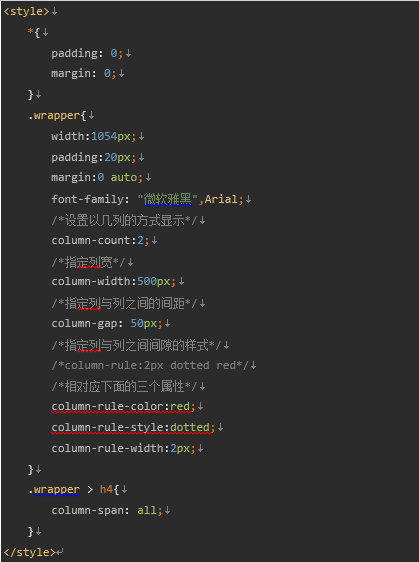 <style>
*{
padding: 0;
margin: 0;
}
.wrapper{
width:1054px;
padding:20px;
margin:0 auto;
font-family: "微软雅黑",Arial;
/*设置以几列的方式显示*/
column-count:2;
/*指定列宽*/
column-width:500px;
/*指定列与列之间的间距*/
column-gap: 50px;
/*指定列与列之间间隙的样式*/
/*column-rule:2px dotted red*/
/*相对应下面的三个属性*/
column-rule-color:red;
column-rule-style:dotted;
column-rule-width:2px;
}
.wrapper > h4{
column-span: all;
}
</style>